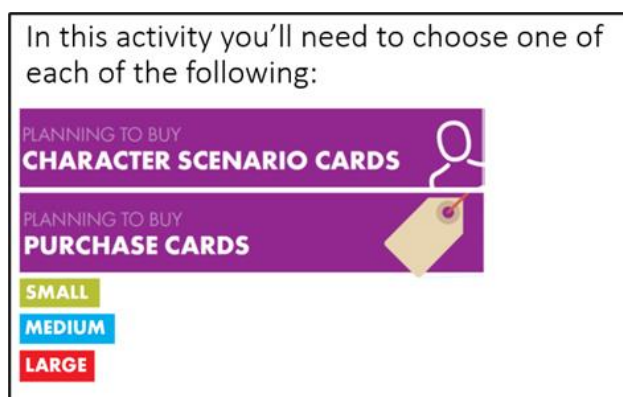 In this activity you’ll need to choose one of
each of the following:
PLANNING TO BUY
CHARACTER SCENARIO CARDS
PLANNING TO BUY
PURCHASE CARDS
SMALL
MEDIUM
LARGE